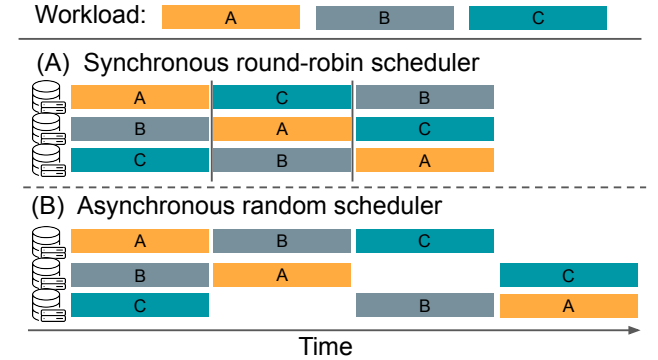 Workload: A B C
(A) Synchronous round-robin scheduler
A C B
B A C
C B A
(B) Asynchronous random scheduler
A B C
B A C
C B A
Time